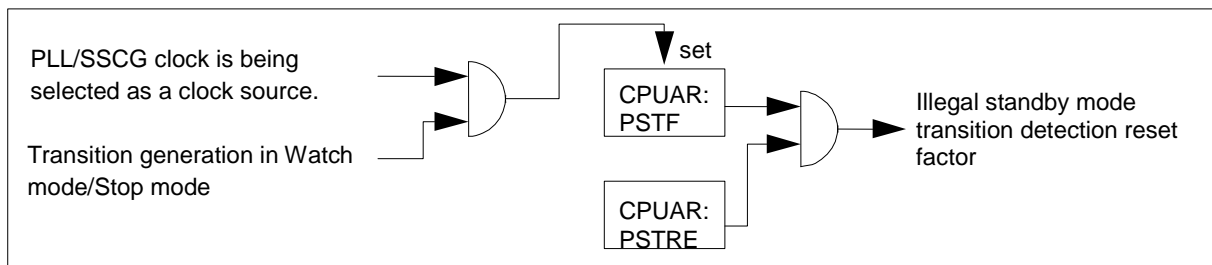 PLL/SSCG clock is being
selected as a clock source.
Transition generation in Watch
mode/Stop mode
set
CPUAR:
PSTF
CPUAR:
PSTRE
Illegal standby mode
transition detection reset
factor